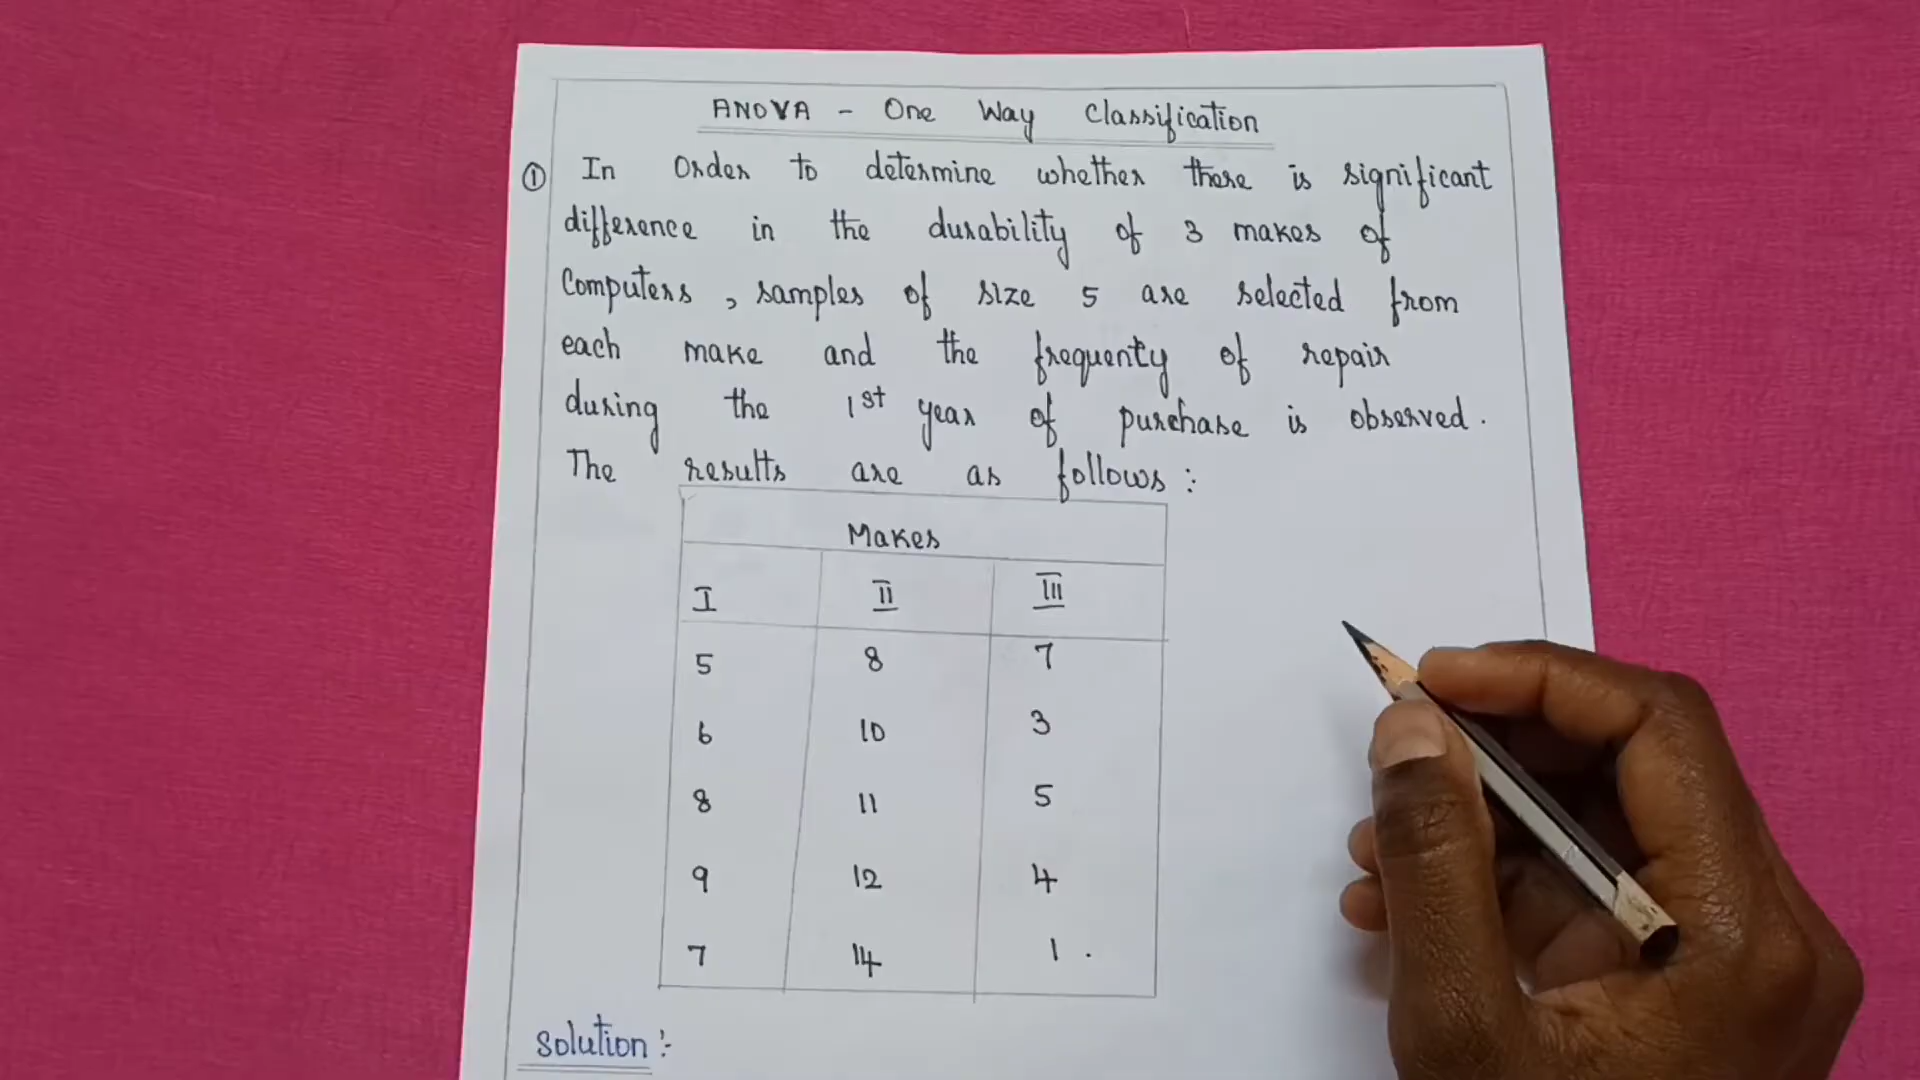 ANOVA - One Way Classification
① In Order to determine whether there is significant
difference in the durability of 3 makes of
Computers, samples of size 5 are selected from
each make and the frequenty of repair
during the 1st year of purchase is observed.
The results are as follows:
Makes
I II III
5 8 7
6 10 3
8 11 5
9 12 4
7 14 1.
Solution:-